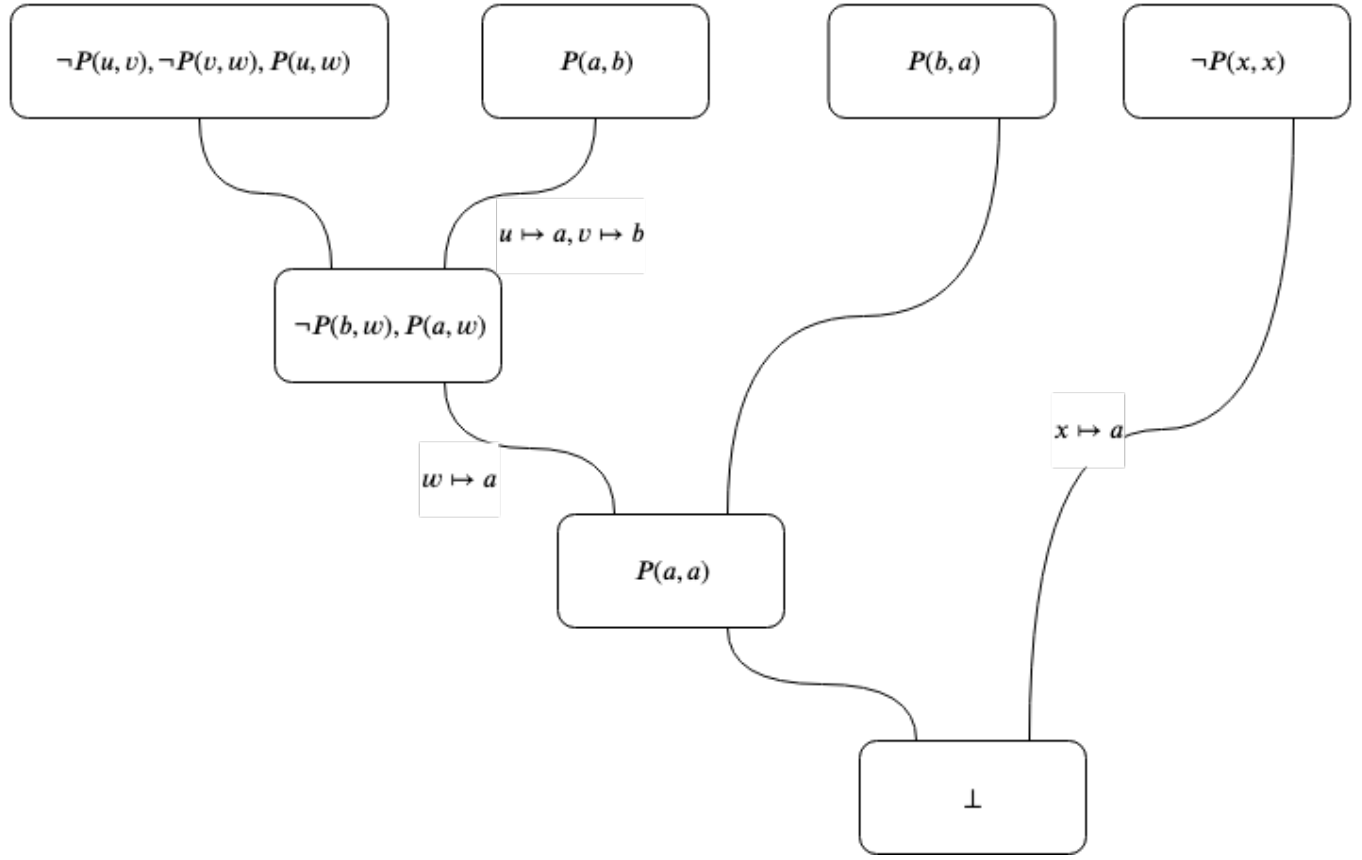 ¬P(u, v), ¬P(v, w), P(u, w)
P(a, b)
P(b, a)
¬P(x, x)
u ↦ a, v ↦ b
¬P(b, w), P(a, w)
x ↦ a
w ↦ a
P(a, a)
⊥